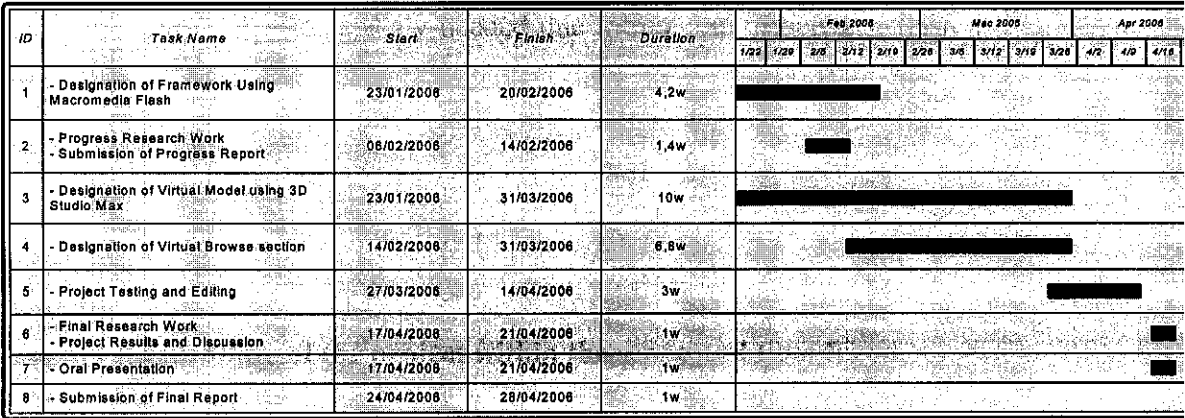 ID Task Name Start Finish Duration Feb 2006 Mac 2006 Apr 2006
1/22 1/29 2/5 2/12 2/19 2/26 3/5 3/12 3/19 3/26 4/2 4/9 4/16
1 - Designation of Framework Using Macromedia Flash 23/01/2006 20/02/2006 4,2w
2 - Progress Research Work
- Submission of Progress Report 06/02/2006 14/02/2006 1,4w
3 - Designation of Virtual Model using 3D Studio Max 23/01/2006 31/03/2006 10w
4 - Designation of Virtual Browse section 14/02/2006 31/03/2006 6,8w
5 - Project Testing and Editing 27/03/2006 14/04/2006 3w
6 - Final Research Work
- Project Results and Discussion 17/04/2006 21/04/2006 1w
7 - Oral Presentation 17/04/2006 21/04/2006 1w
8 - Submission of Final Report 24/04/2006 28/04/2006 1w